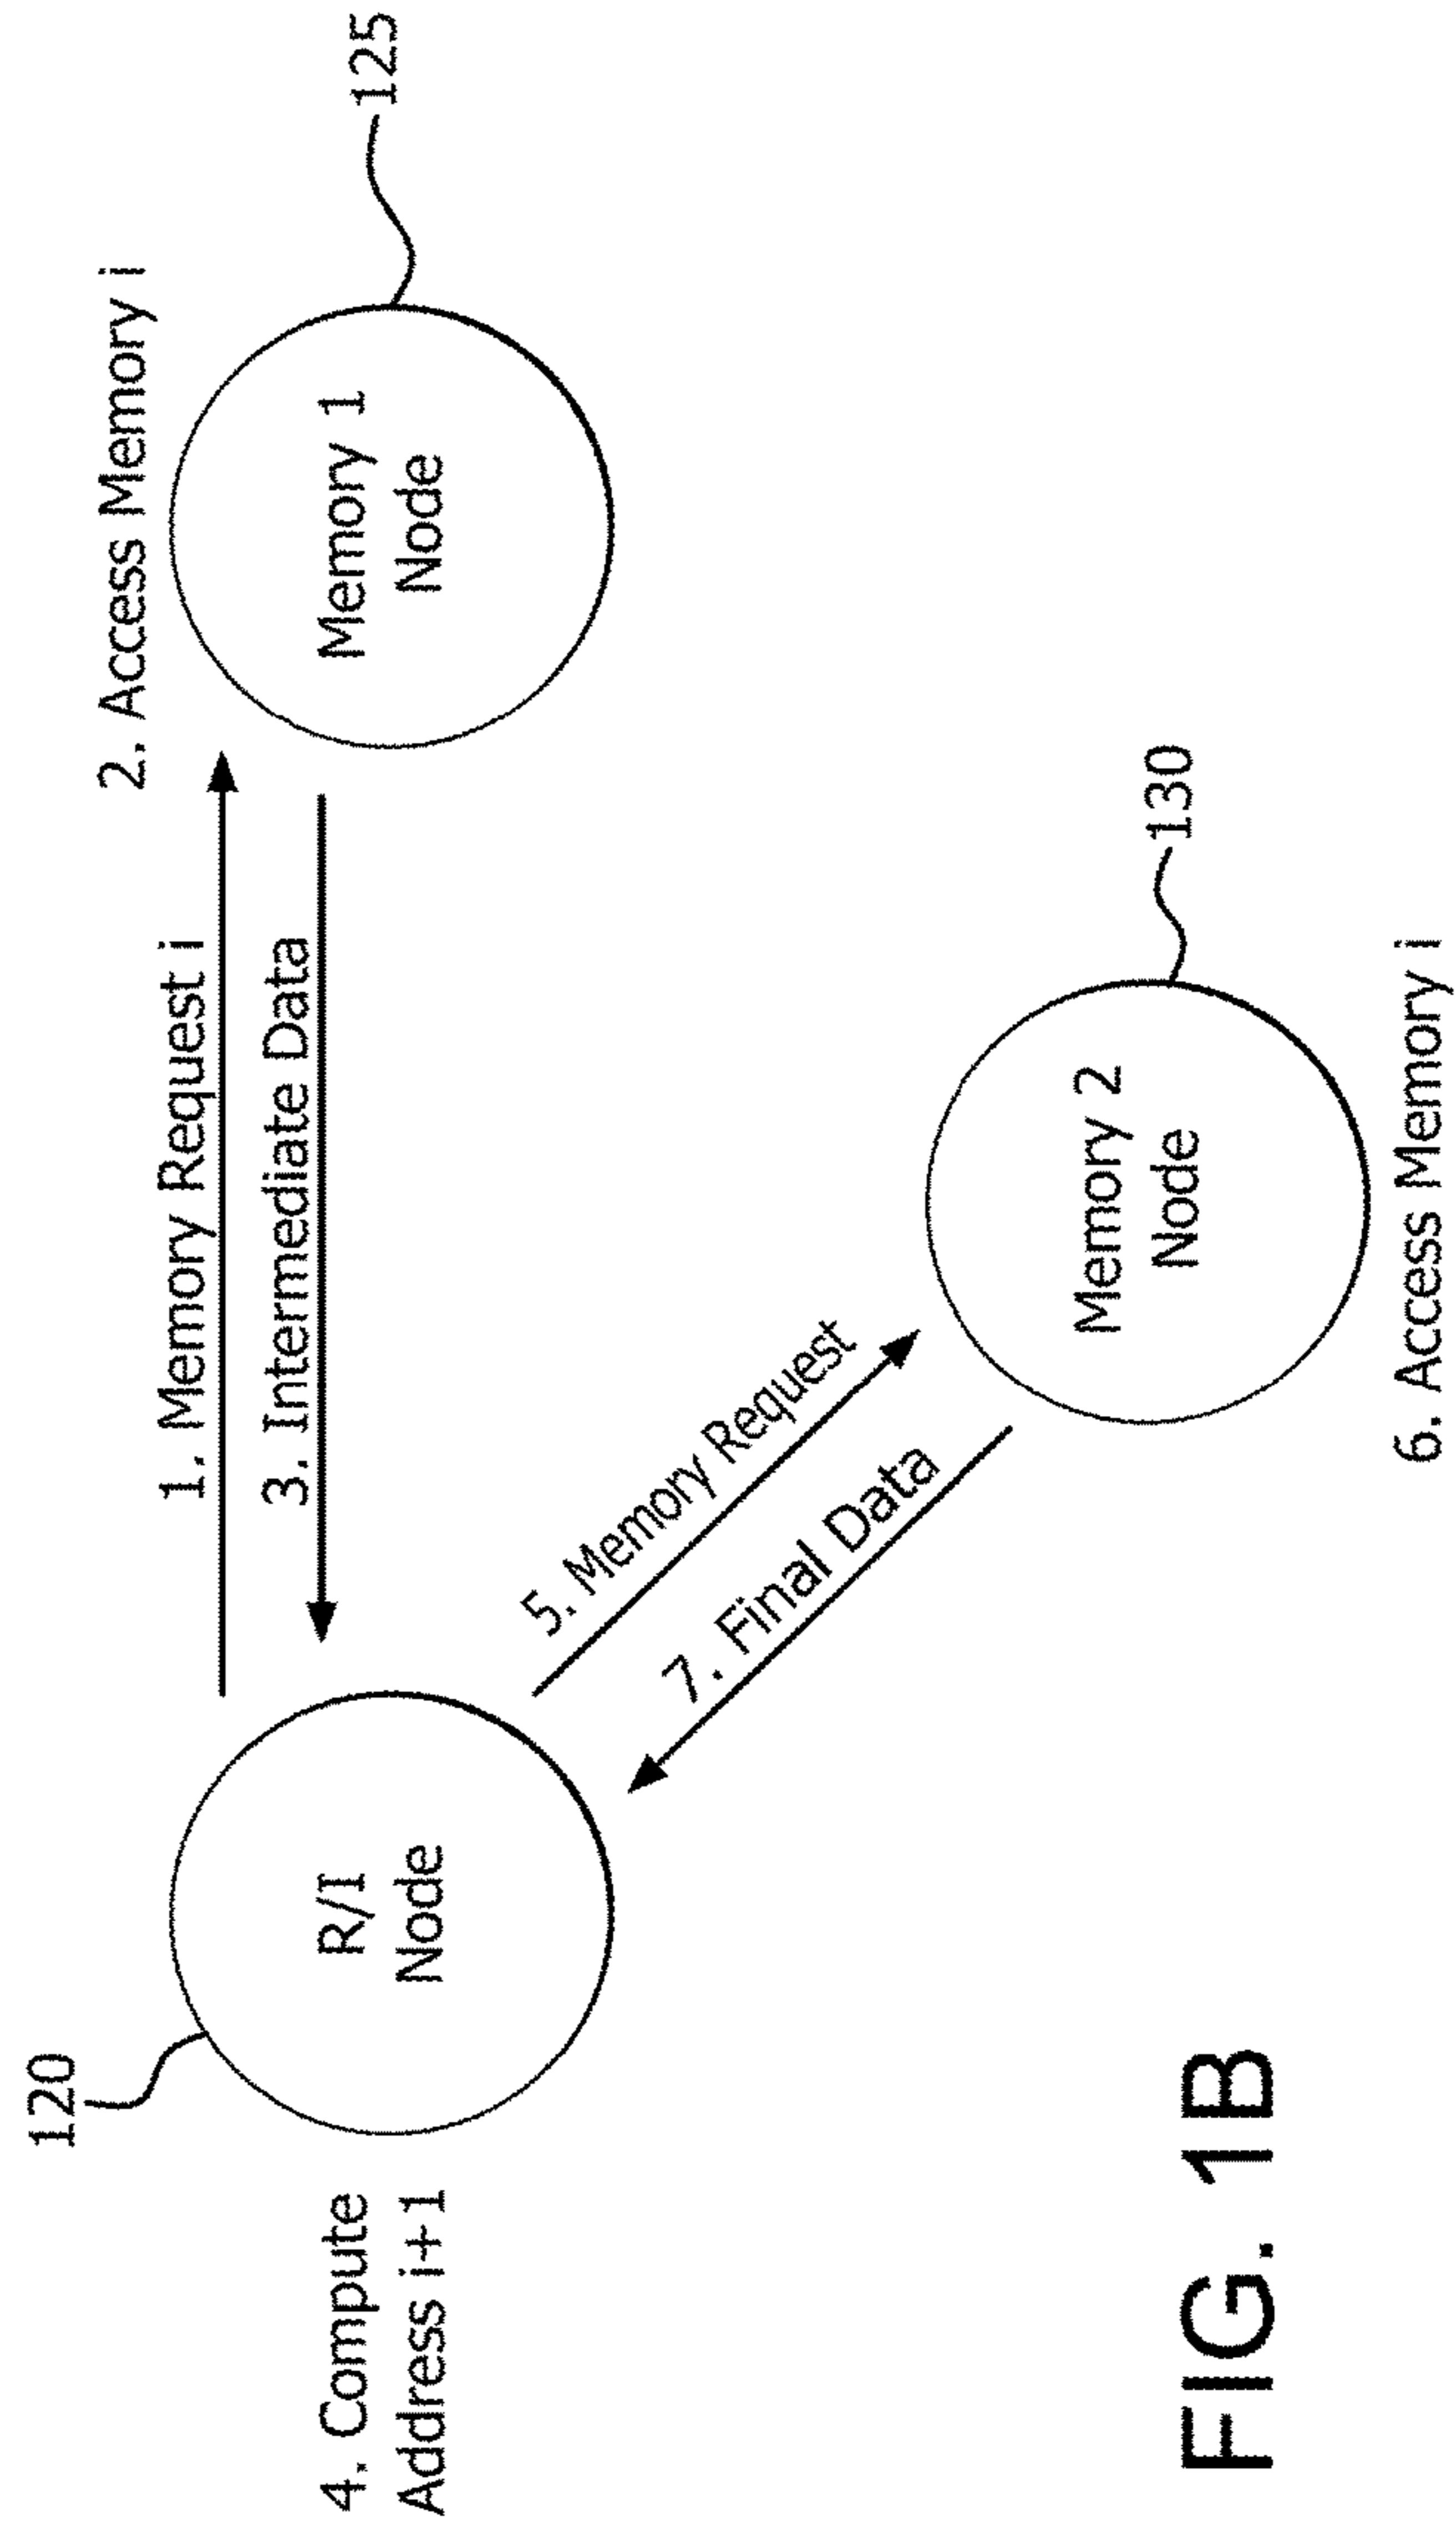 120
R/I
Node
4. Compute
Address i+1
1. Memory Request i
3. Intermediate Data
2. Access Memory i
Memory 1
Node
125
5. Memory Request
7. Final Data
Memory 2
Node
130
6. Access Memory i
FIG. 1B